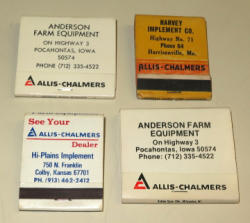 ANDERSON
FARM EQUIPMENT
ON HIGHWAY 3
POCAHONTAS, IOWA
50574
PHONE (712) 335-4522
ALLIS-CHALMERS
HARVEY
IMPLEMENT CO.
Highway No. 71
Phone 64
Harrisonville, Mo.
ALLIS-CHALMERS
See Your
ALLIS-CHALMERS
Dealer
Hi-Plains Implement
750 N. Franklin
Colby, Kansas 67701
PH. (913) 462-2412
ANDERSON FARM
EQUIPMENT
On Highway 3
Pocahontas, Iowa 50574
Phone: (712) 335-4522
ALLIS-CHALMERS